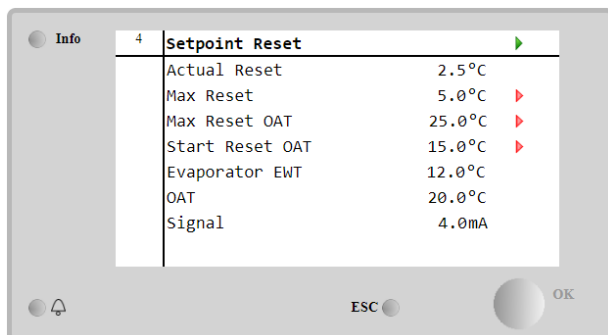 Info
4 Setpoint Reset
Actual Reset 2.5°C
Max Reset 5.0°C
Max Reset OAT 25.0°C
Start Reset OAT 15.0°C
Evaporator EWT 12.0°C
OAT 20.0°C
Signal 4.0mA
ESC
OK